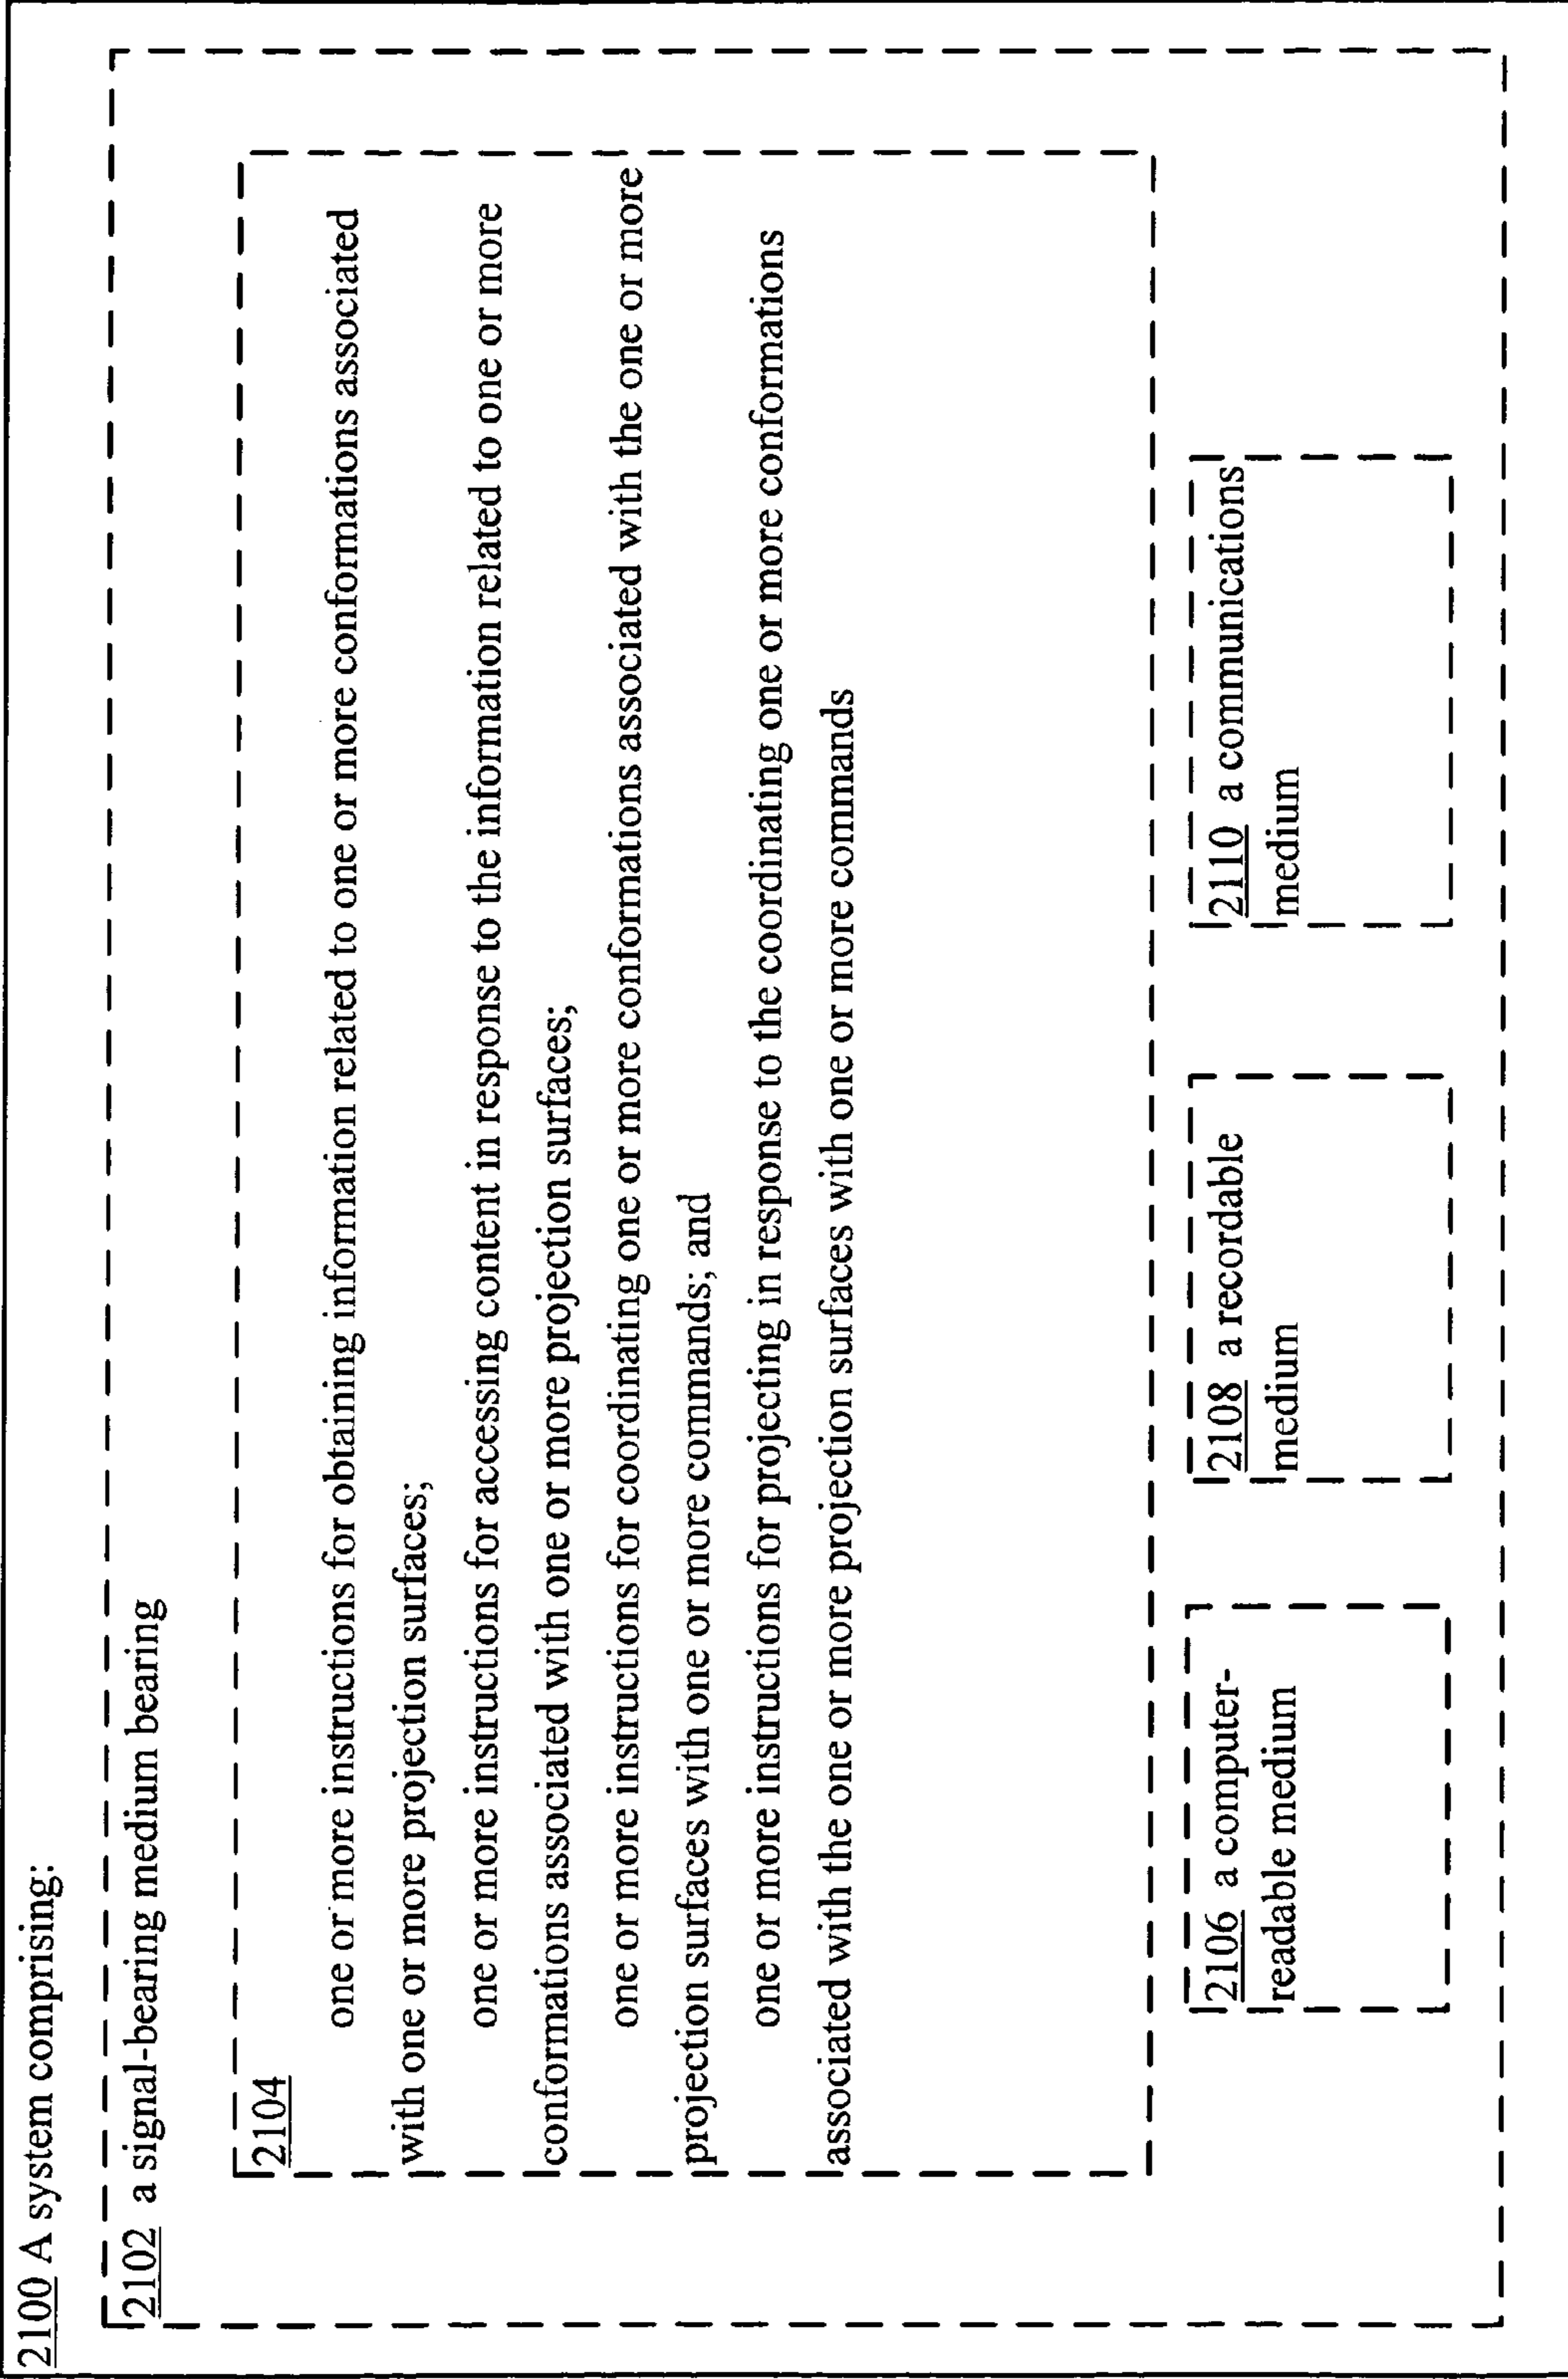 2100 A system comprising:
2102 a signal-bearing medium bearing
2104
one or more instructions for obtaining information related to one or more conformations associated
with one or more projection surfaces;
one or more instructions for accessing content in response to the information related to one or more
conformations associated with one or more projection surfaces;
one or more instructions for coordinating one or more conformations associated with the one or more
projection surfaces with one or more commands; and
one or more instructions for projecting in response to the coordinating one or more conformations
associated with the one or more projection surfaces with one or more commands
2106 a computer-
readable medium
2108 a recordable
medium
2110 a communications
medium